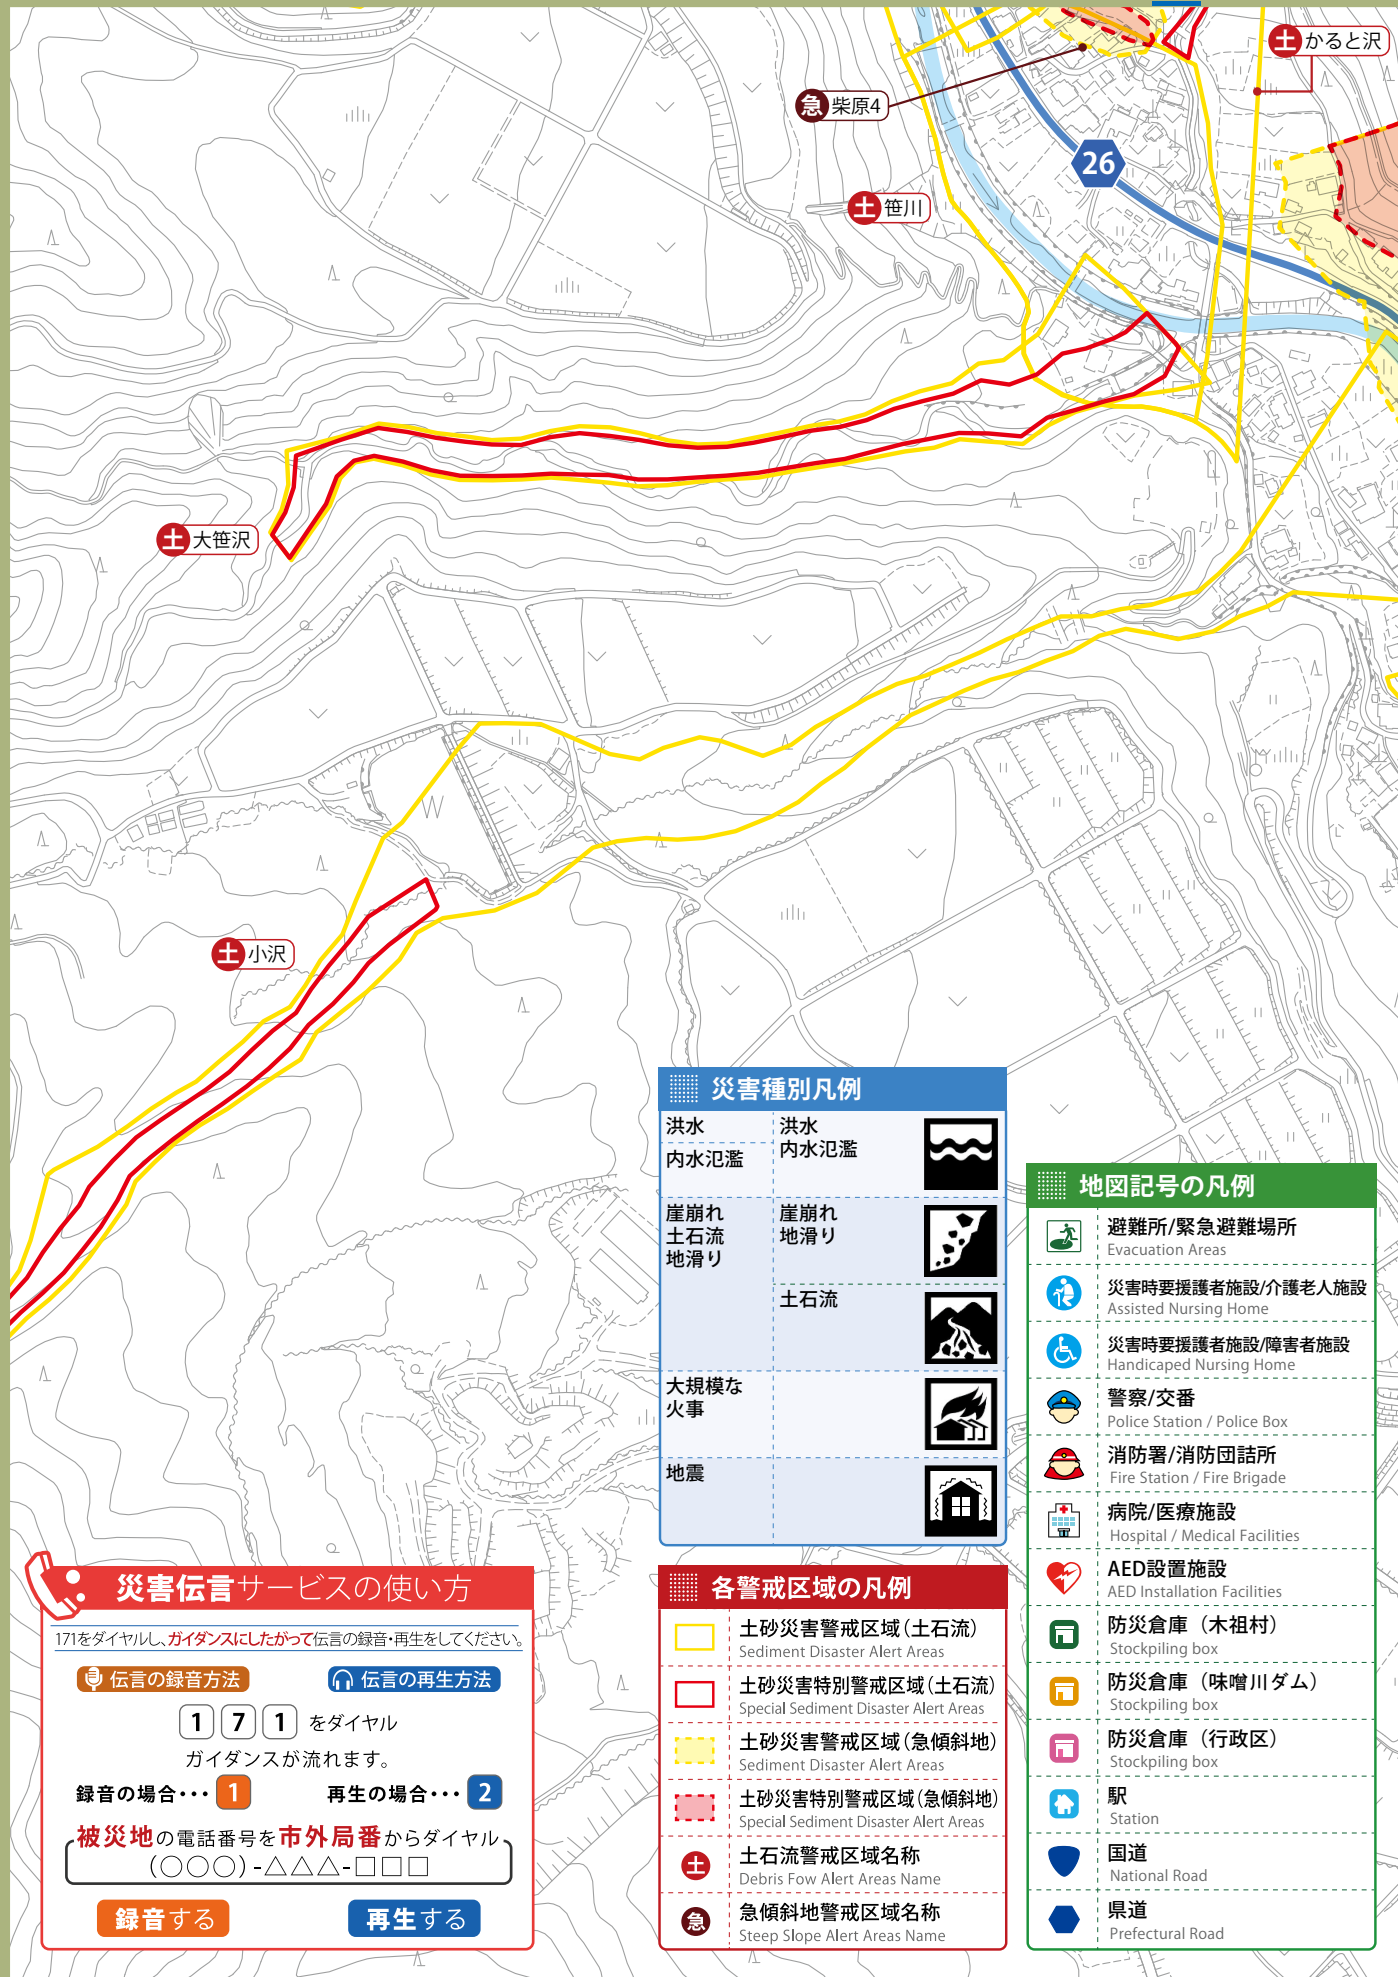 土 かると沢
急 柴原4
26
土 笹川
土 大笹沢
土 小沢
災害種別凡例
洪水
内水氾濫
洪水
内水氾濫
崖崩れ
土石流
地滑り
崖崩れ
地滑り
土石流
大規模な
火事
地震
地図記号の凡例
避難所/緊急避難場所
Evacuation Areas
災害時要援護者施設/介護老人施設
Assisted Nursing Home
災害時要援護者施設/障害者施設
Handicaped Nursing Home
警察/交番
Police Station / Police Box
消防署/消防団詰所
Fire Station / Fire Brigade
病院/医療施設
Hospital / Medical Facilities
AED設置施設
AED Installation Facilities
防災倉庫（木祖村）
Stockpiling box
防災倉庫（味噌川ダム）
Stockpiling box
防災倉庫（行政区）
Stockpiling box
駅
Station
国道
National Road
県道
Prefectural Road
災害伝言サービスの使い方
171をダイヤルし、ガイダンスにしたがって伝言の録音・再生をしてください。
伝言の録音方法
伝言の再生方法
1 7 1 をダイヤル
ガイダンスが流れます。
録音の場合・・・ 1
再生の場合・・・ 2
被災地の電話番号を市外局番からダイヤル
(○○○)-△△△-□□□
録音する
再生する
各警戒区域の凡例
土砂災害警戒区域(土石流)
Sediment Disaster Alert Areas
土砂災害特別警戒区域(土石流)
Special Sediment Disaster Alert Areas
土砂災害警戒区域(急傾斜地)
Sediment Disaster Alert Areas
土砂災害特別警戒区域(急傾斜地)
Special Sediment Disaster Alert Areas
土 土石流警戒区域名称
Debris Fow Alert Areas Name
急 急傾斜地警戒区域名称
Steep Slope Alert Areas Name